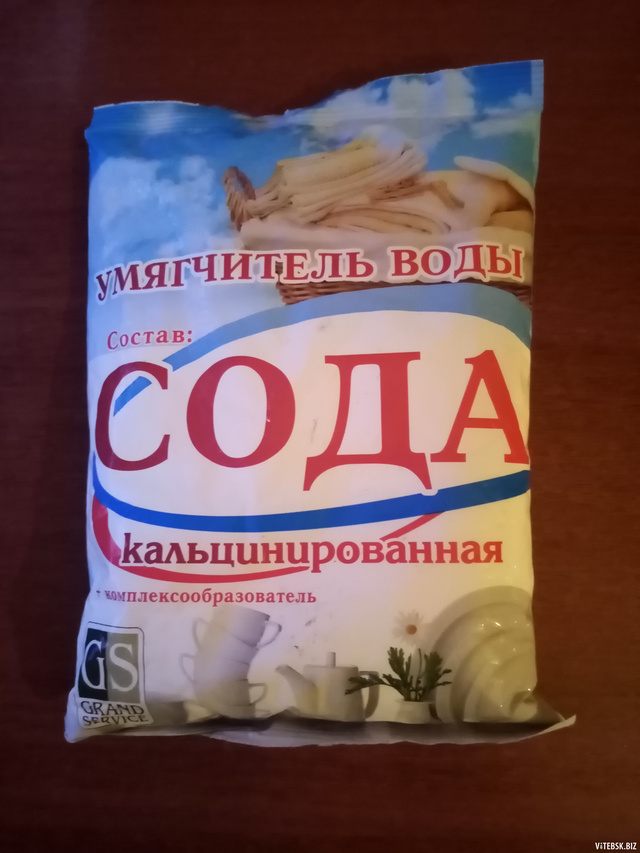 УМЯГЧИТЕЛЬ ВОДЫ
Состав:
СОДА
кальцинированная
+ комплексообразователь
GS
GRAND
SERVICE
ViTEBSK.BIZ